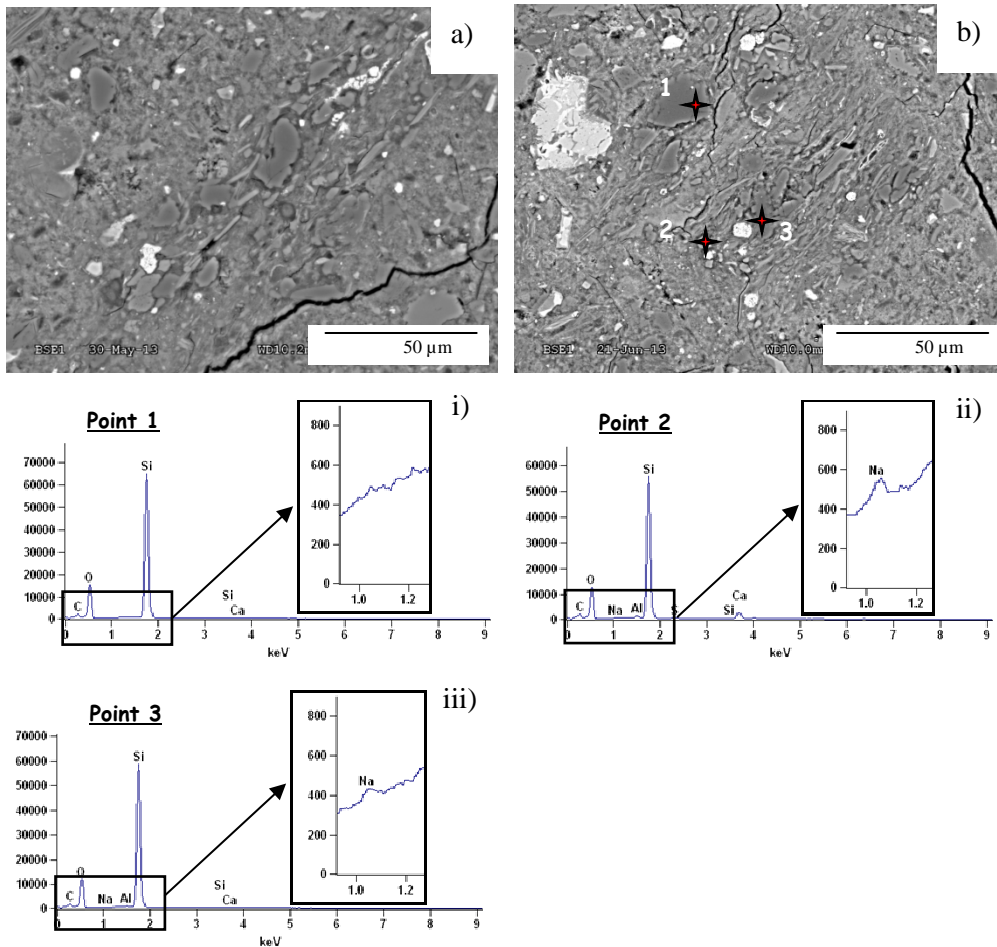 a)
BSE1 30-May-13 WD10.2m
50 µm
b)
1
2
3
BSE1 21-Jun-13 WD10.0mm
50 µm
i)
Point 1
70000
60000
50000
40000
30000
20000
10000
0
C
O
Si
Si
Ca
0 1 2 3 4 5 6 7 8 9
keV
800
600
400
200
0
1.0 1.2
ii)
Point 2
60000
50000
40000
30000
20000
10000
0
C
O
Na
Al
Si
S
Si
Ca
0 1 2 3 4 5 6 7 8 9
keV
800
600
400
200
0
Na
1.0 1.2
iii)
Point 3
70000
60000
50000
40000
30000
20000
10000
0
C
O
Na
Al
Si
Si
Ca
0 1 2 3 4 5 6 7 8 9
keV
800
600
400
200
0
Na
1.0 1.2